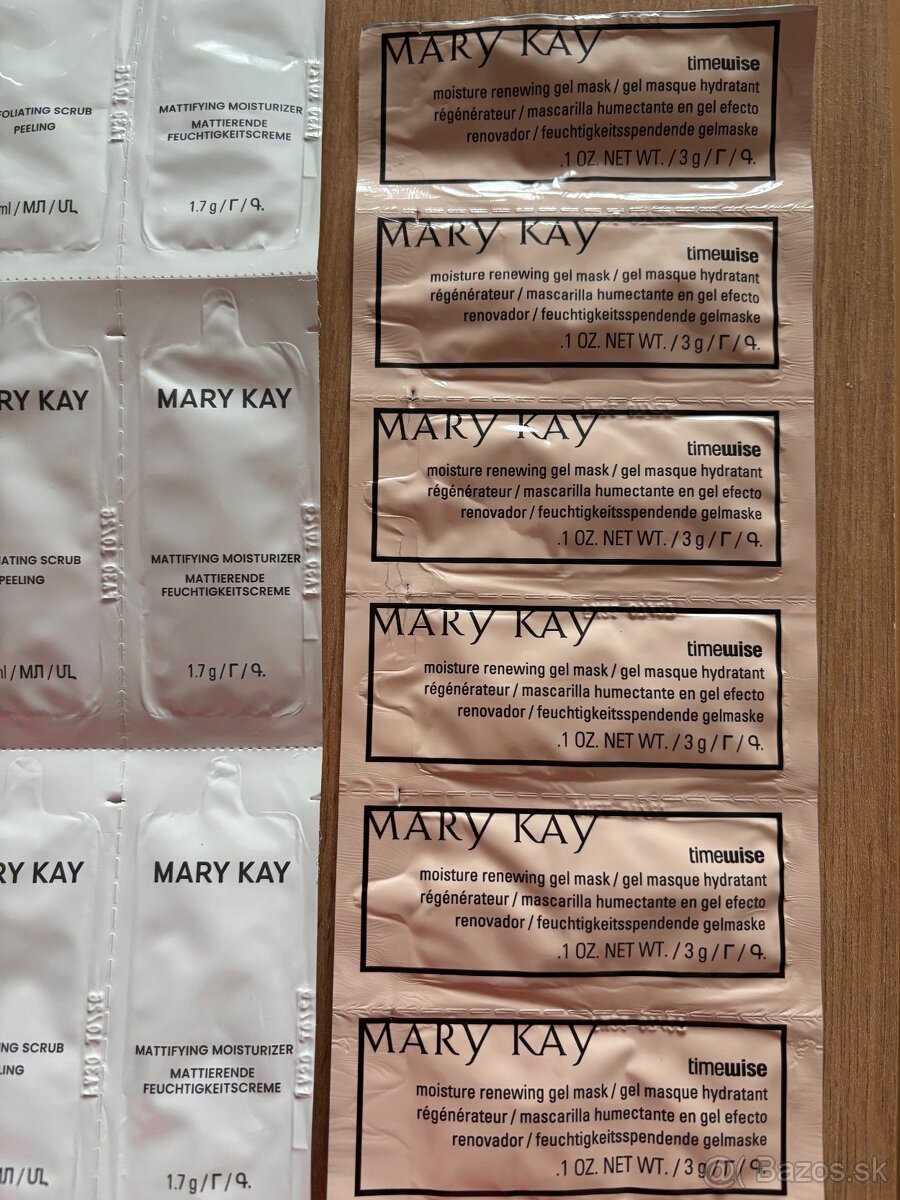 FOLIATING SCRUB
PEELING
ml / МЛ / ՄԼ
MATTIFYING MOISTURIZER
MATTIERENDE
FEUCHTIGKEITSCREME
1.7 g / Г / Գ.
RY KAY
IATING SCRUB
PEELING
ml / МЛ / ՄԼ
MARY KAY
MATTIFYING MOISTURIZER
MATTIERENDE
FEUCHTIGKEITSCREME
1.7 g / Г / Գ.
RY KAY
NG SCRUB
LING
МЛ / ՄԼ
MARY KAY
MATTIFYING MOISTURIZER
MATTIERENDE
FEUCHTIGKEITSCREME
1.7 g / Г / Գ.
MARY KAY
timewise
moisture renewing gel mask / gel masque hydratant
régénérateur / mascarilla humectante en gel efecto
renovador / feuchtigkeitsspendende gelmaske
.1 OZ. NET WT. / 3 g / Г / Գ.
MARY KAY
timewise
moisture renewing gel mask / gel masque hydratant
régénérateur / mascarilla humectante en gel efecto
renovador / feuchtigkeitsspendende gelmaske
.1 OZ. NET WT. / 3 g / Г / Գ.
MARY KAY
timewise
moisture renewing gel mask / gel masque hydratant
régénérateur / mascarilla humectante en gel efecto
renovador / feuchtigkeitsspendende gelmaske
.1 OZ. NET WT. / 3 g / Г / Գ.
MARY KAY
timewise
moisture renewing gel mask / gel masque hydratant
régénérateur / mascarilla humectante en gel efecto
renovador / feuchtigkeitsspendende gelmaske
.1 OZ. NET WT. / 3 g / Г / Գ.
MARY KAY
timewise
moisture renewing gel mask / gel masque hydratant
régénérateur / mascarilla humectante en gel efecto
renovador / feuchtigkeitsspendende gelmaske
.1 OZ. NET WT. / 3 g / Г / Գ.
MARY KAY
timewise
moisture renewing gel mask / gel masque hydratant
régénérateur / mascarilla humectante en gel efecto
renovador / feuchtigkeitsspendende gelmaske
.1 OZ. NET WT. / 3 g / Г / Գ.
Bazos.sk